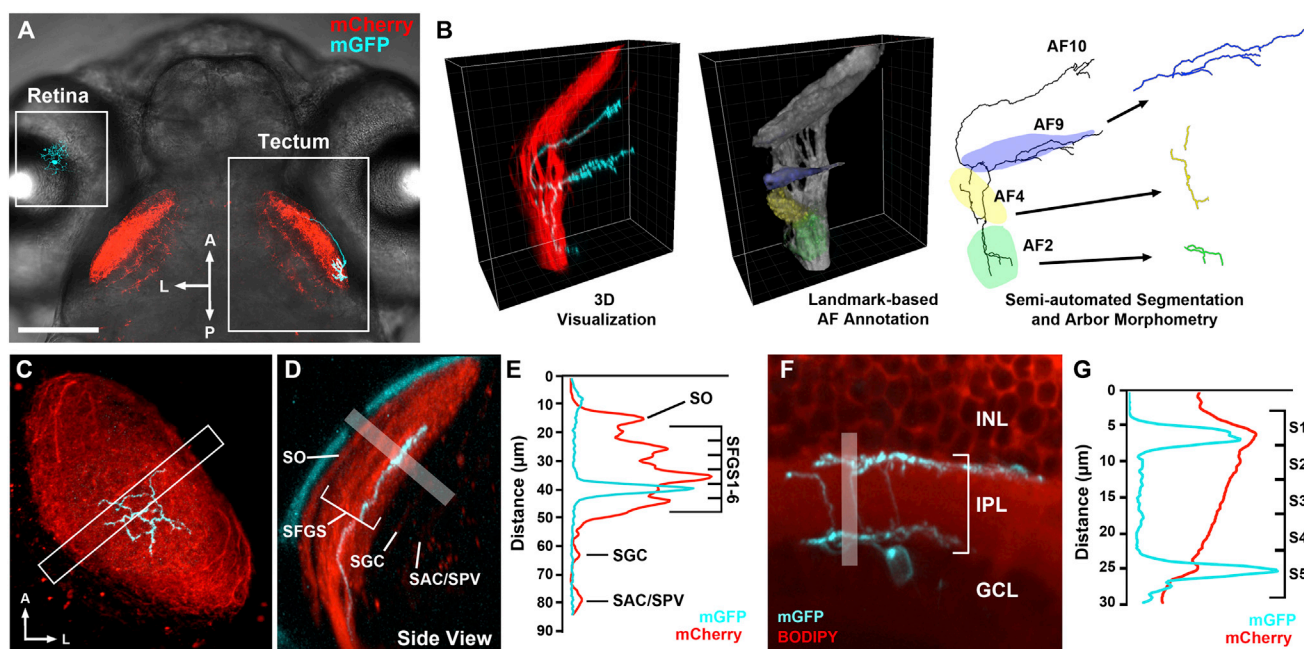 A
mCherry
mGFP
Retina
Tectum
A
L
P
B
3D
Visualization
Landmark-based
AF Annotation
AF10
AF9
AF4
AF2
Semi-automated Segmentation
and Arbor Morphometry
C
A
L
D
SO
SFGS
SGC
SAC/SPV
Side View
E
Distance (µm)
0
10
20
30
40
50
60
70
80
90
SO
SFGS1-6
SGC
SAC/SPV
mGFP
mCherry
F
INL
IPL
GCL
mGFP
BODIPY
G
Distance (µm)
0
5
10
15
20
25
30
S1
S2
S3
S4
S5
mGFP
mCherry